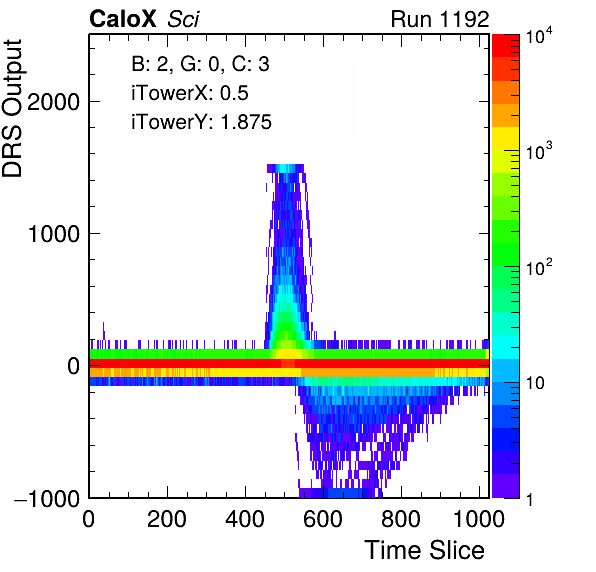 CaloX Sci Run 1192
B: 2, G: 0, C: 3
iTowerX: 0.5
iTowerY: 1.875
DRS Output
2000
1000
0
−1000
0 200 400 600 800 1000
Time Slice
10^4
10^3
10^2
10
1